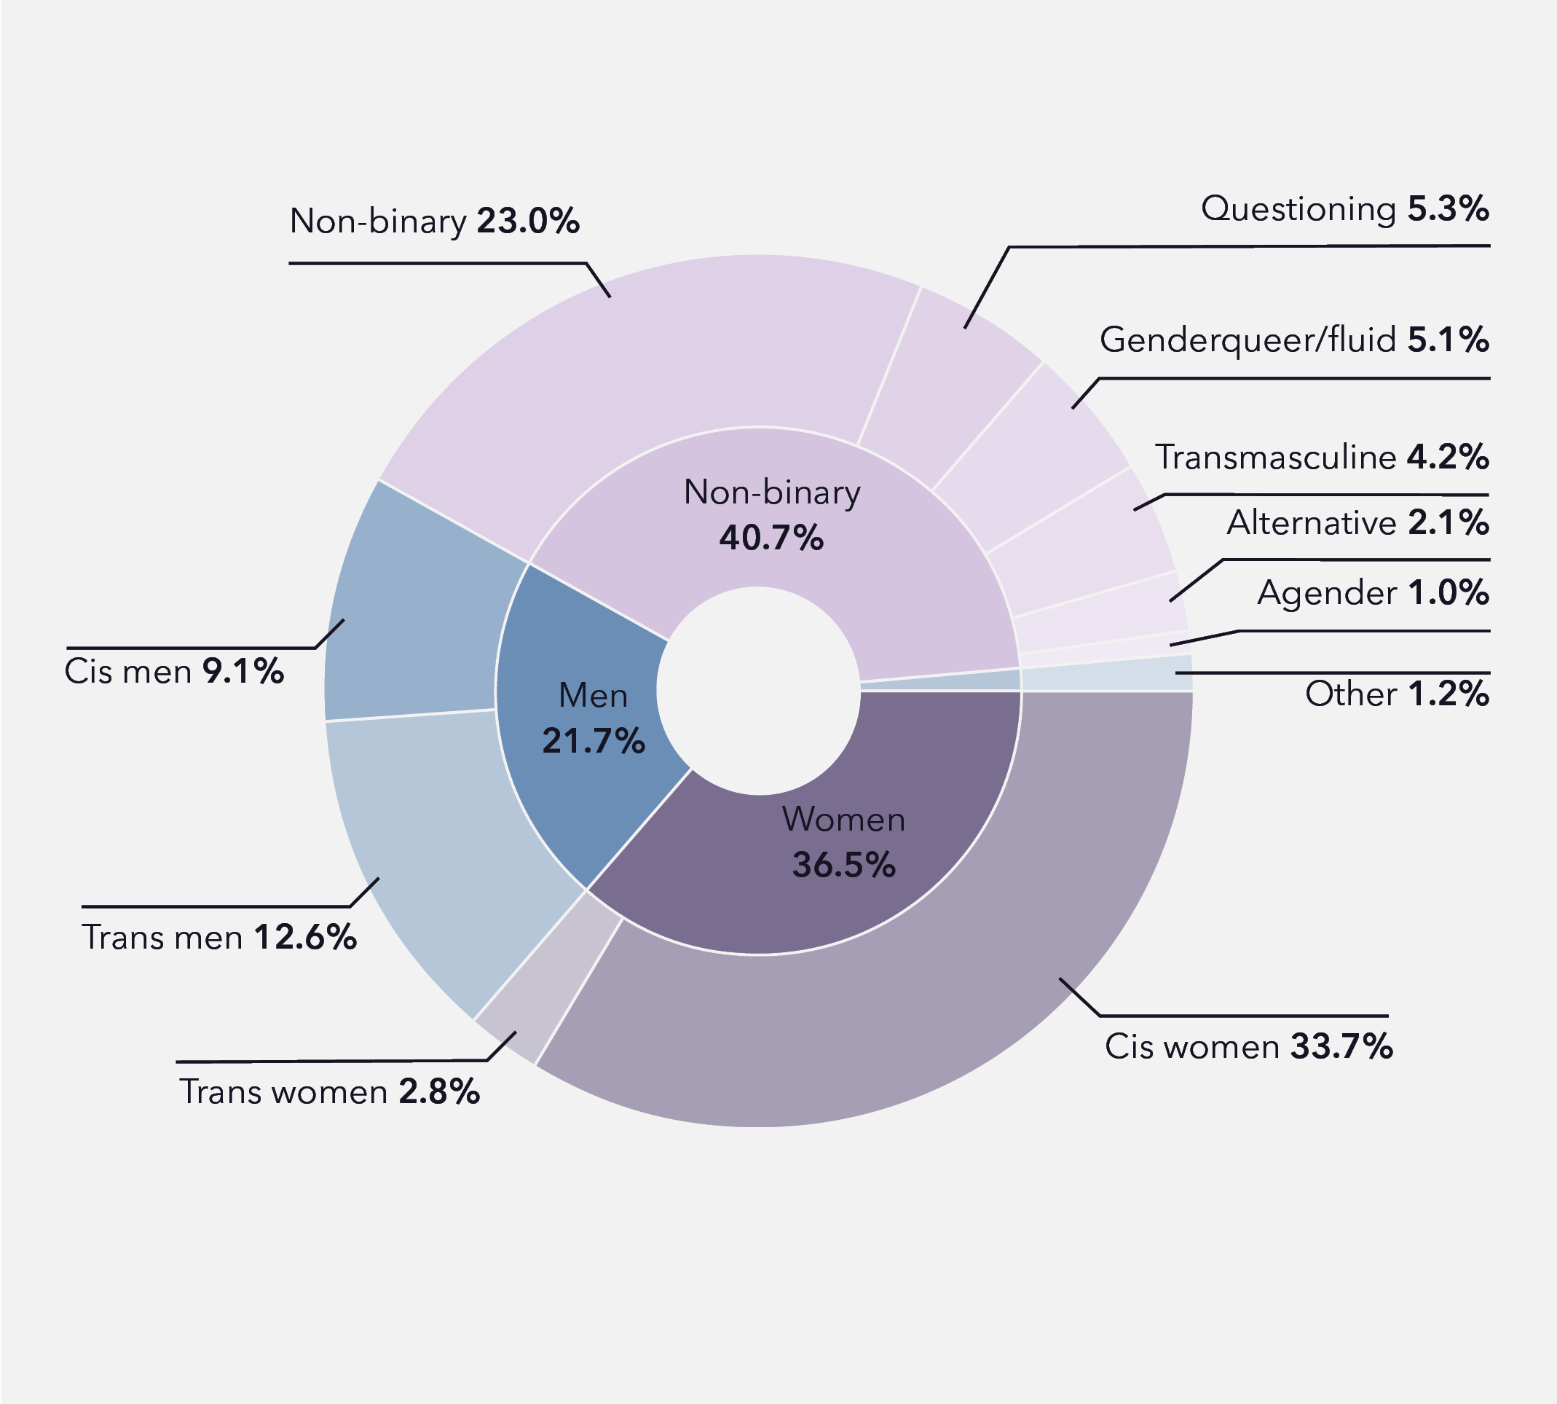 Questioning 5.3%
Non-binary 23.0%
Genderqueer/fluid 5.1%
Transmasculine 4.2%
Alternative 2.1%
Agender 1.0%
Other 1.2%
Non-binary
40.7%
Men
21.7%
Women
36.5%
Cis men 9.1%
Trans men 12.6%
Trans women 2.8%
Cis women 33.7%